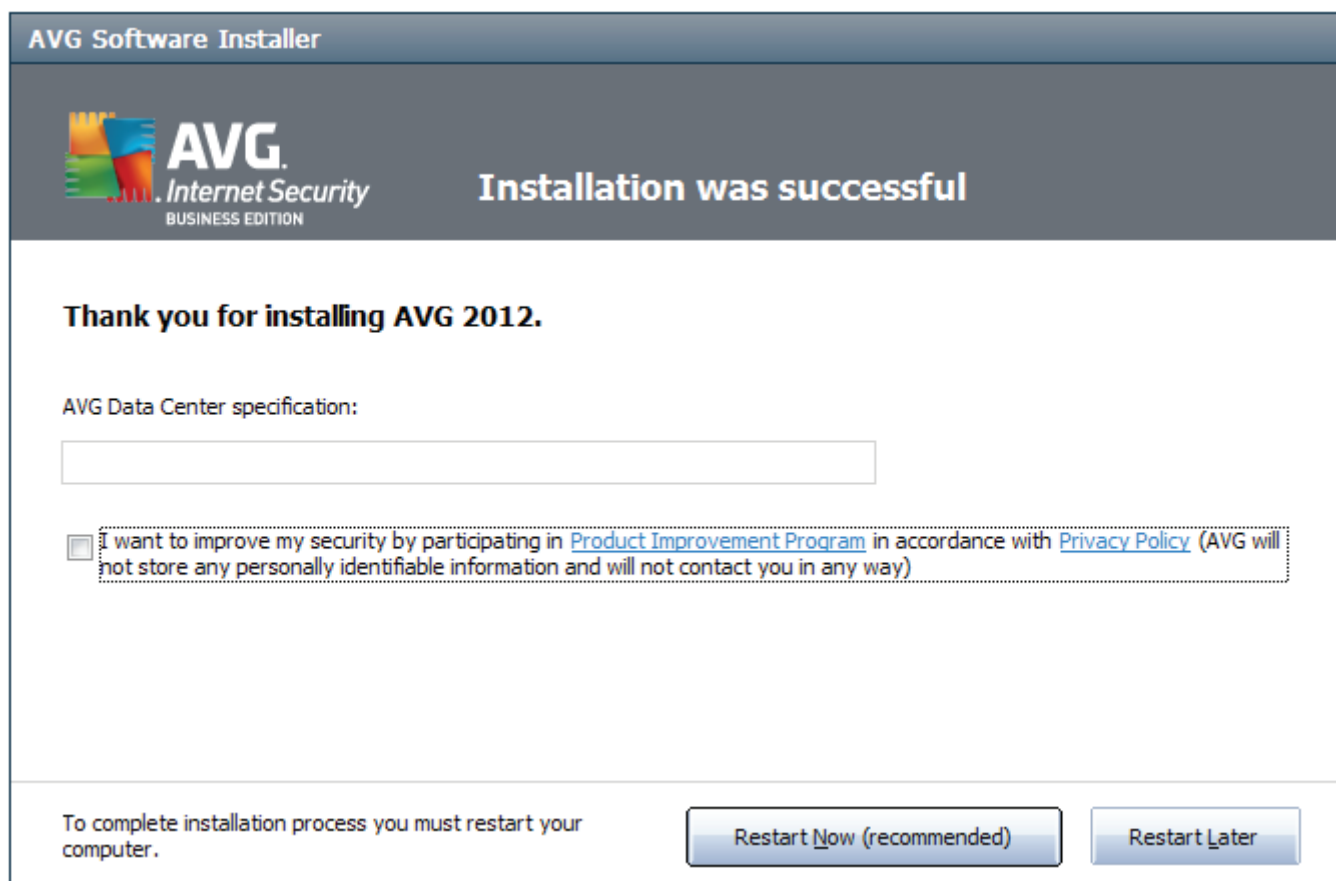 AVG Software Installer
AVG.
Internet Security
BUSINESS EDITION
Installation was successful
Thank you for installing AVG 2012.
AVG Data Center specification:
I want to improve my security by participating in Product Improvement Program in accordance with Privacy Policy (AVG will
not store any personally identifiable information and will not contact you in any way)
To complete installation process you must restart your
computer.
Restart Now (recommended)
Restart Later